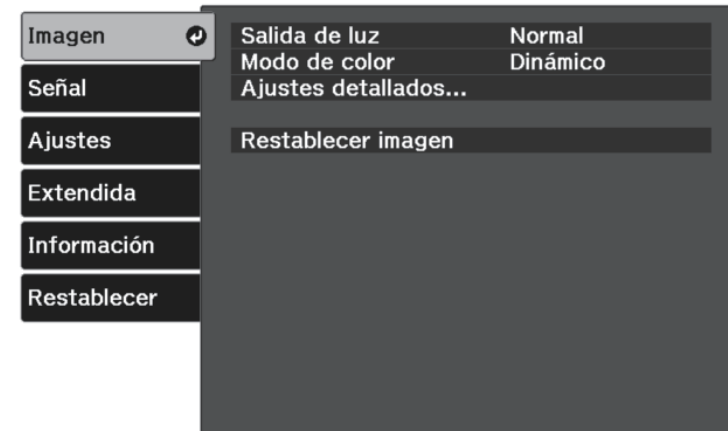 Imagen
Señal
Ajustes
Extendida
Información
Restablecer
Salida de luz Normal
Modo de color Dinámico
Ajustes detallados...
Restablecer imagen